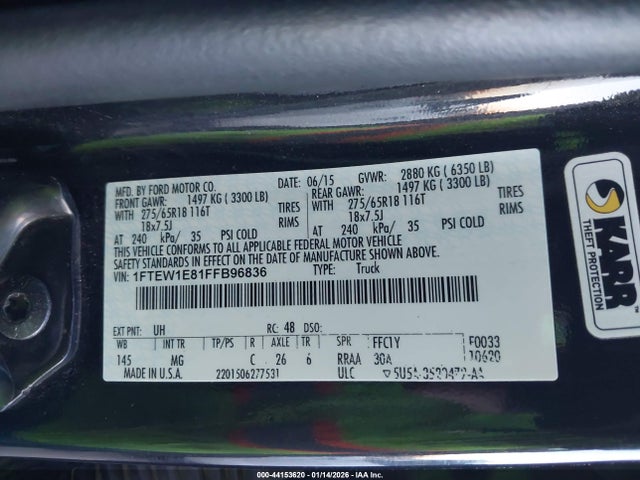 MFD. BY FORD MOTOR CO. DATE: 06/15 GVWR: 2880 KG ( 6350 LB)
FRONT GAWR: 1497 KG ( 3300 LB) REAR GAWR: 1497 KG ( 3300 LB)
WITH 275/65R18 116T TIRES WITH 275/65R18 116T TIRES
18x7.5J RIMS 18x7.5J RIMS
AT 240 kPa/ 35 PSI COLD AT 240 kPa/ 35 PSI COLD
THIS VEHICLE CONFORMS TO ALL APPLICABLE FEDERAL MOTOR VEHICLE
SAFETY STANDARDS IN EFFECT ON THE DATE OF MANUFACTURE SHOWN ABOVE.
VIN: 1FTEW1E81FFB96836 TYPE: Truck
EXT PNT: UH RC: 48 DSO:
WB INT TR TP/PS R AXLE TR SPR FFC1Y F0033
145 MG C 26 6 RRAA 30A 10620
MADE IN U.S.A. 2201506277531 ULC
KARR
THEFT PROTECTION
000-44153620 - 01/14/2026 - IAA Inc.